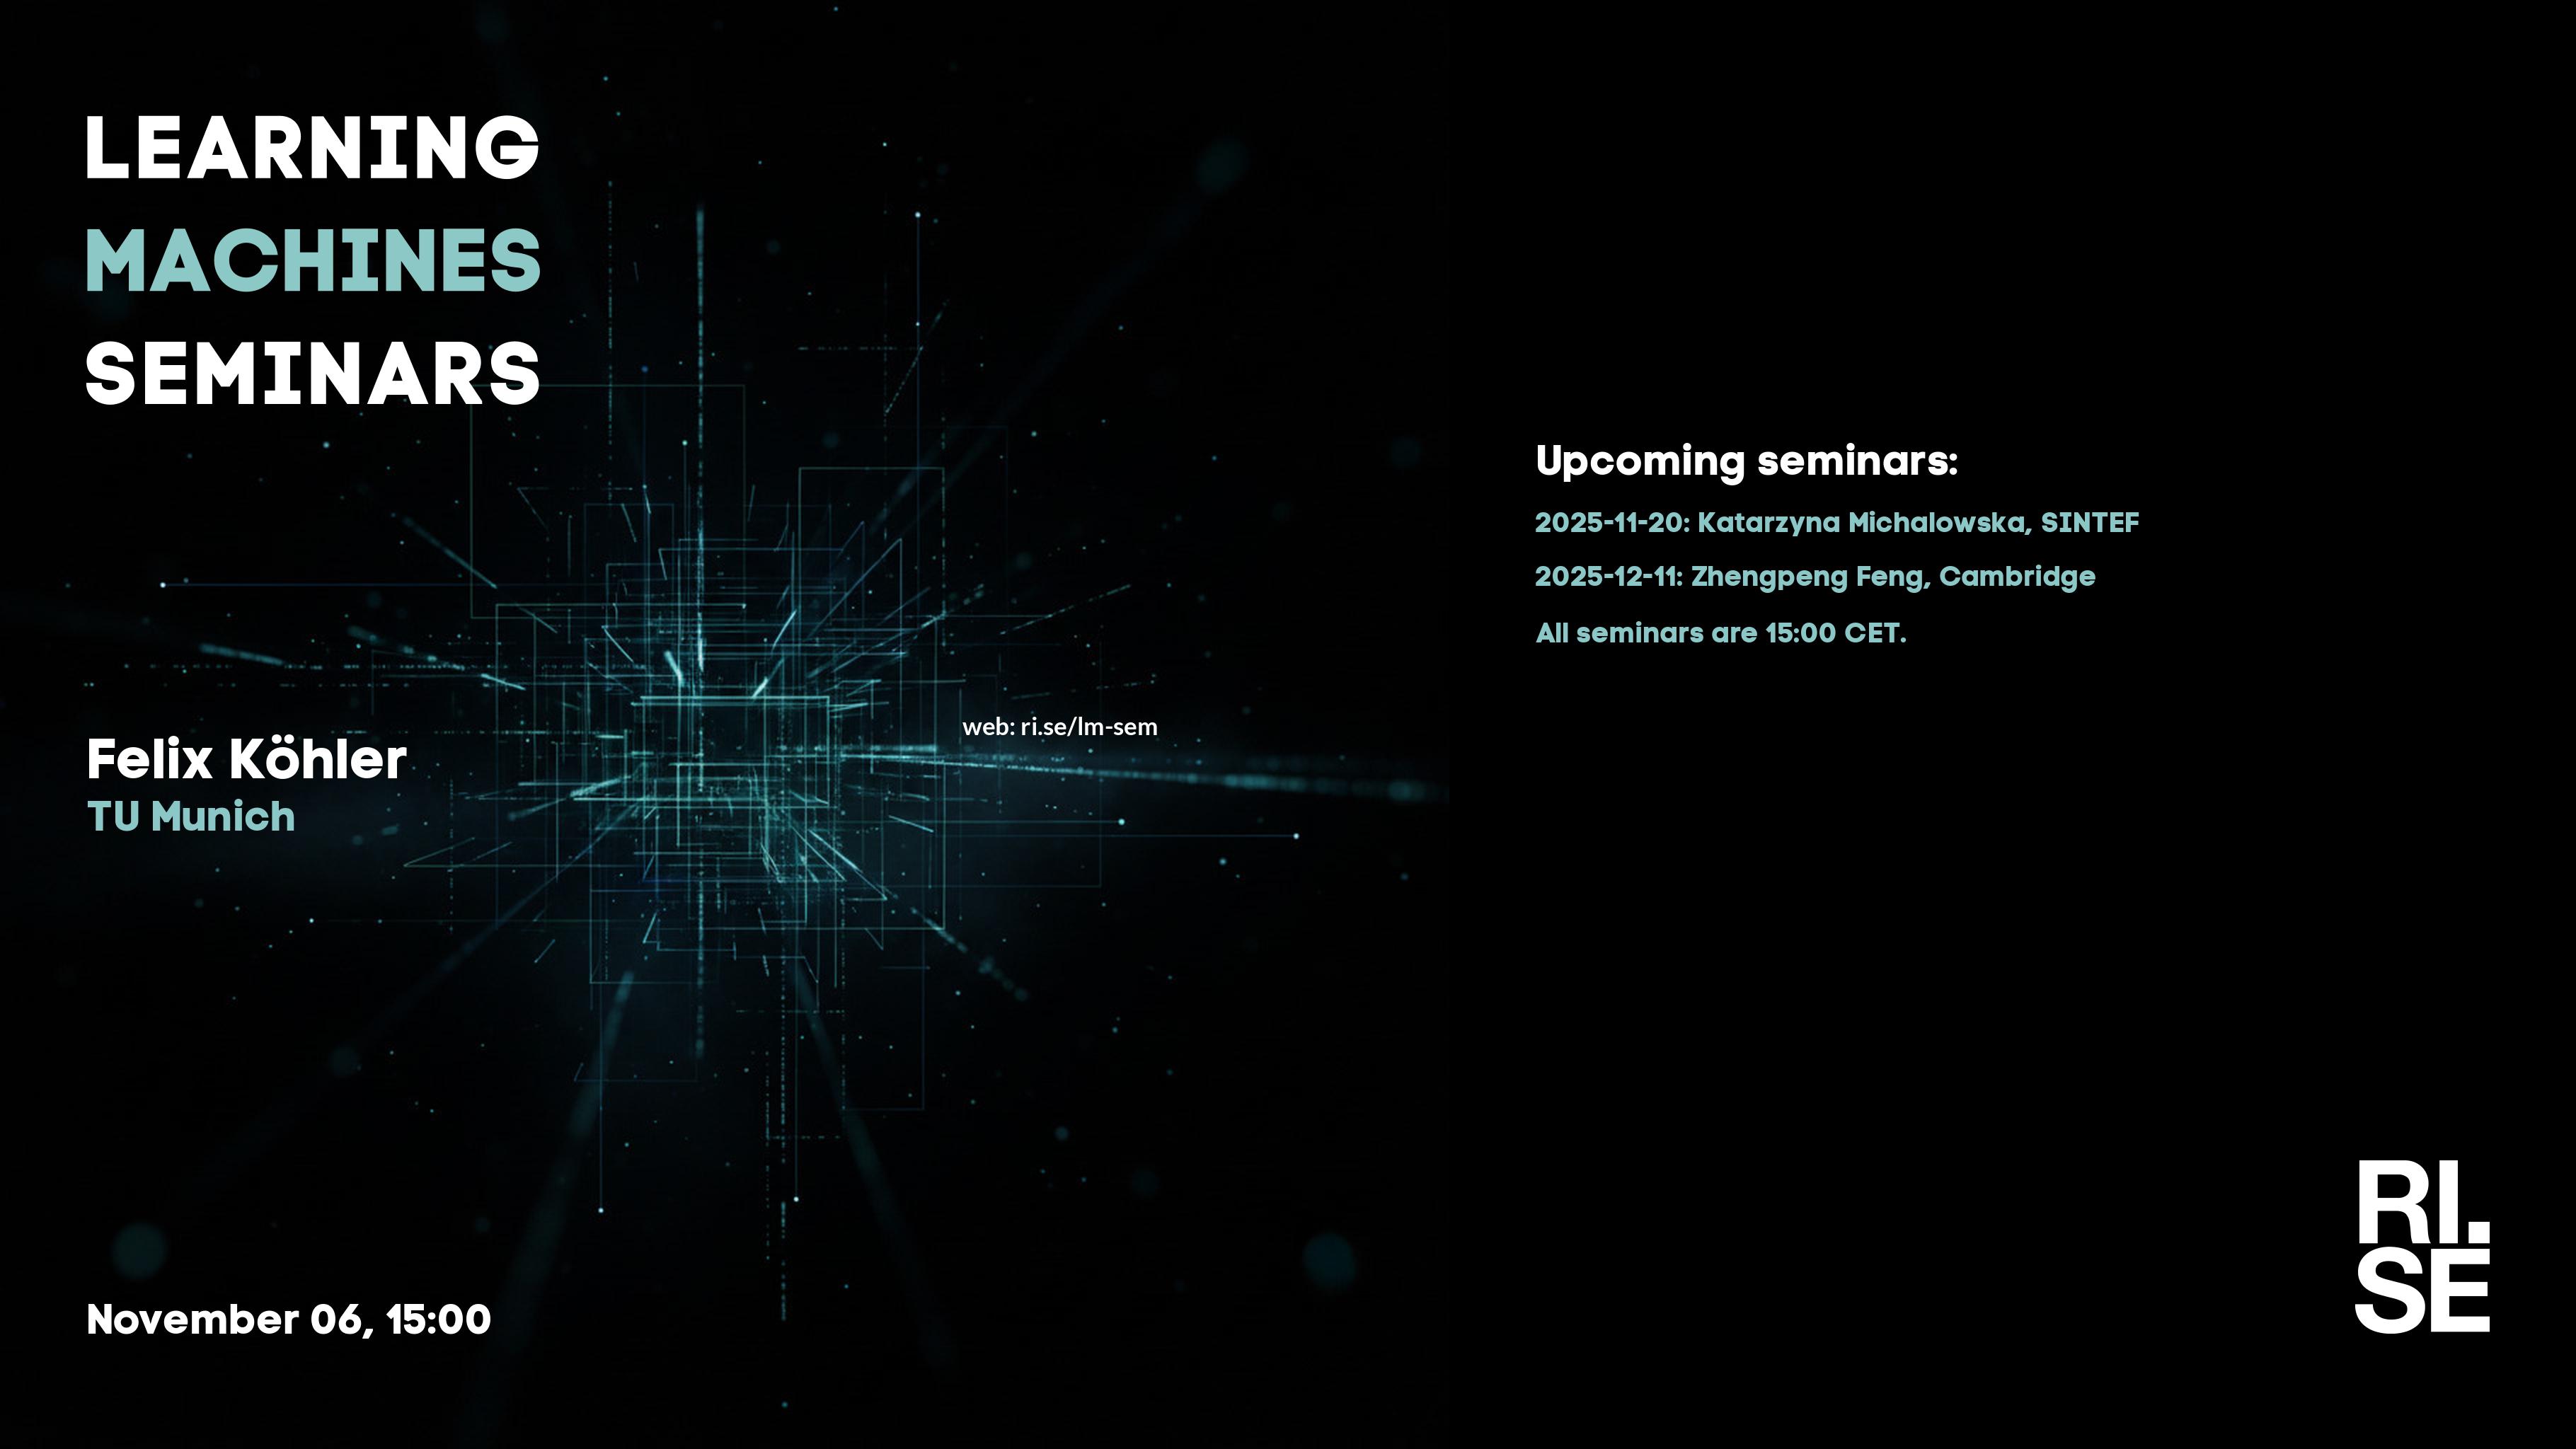 LEARNING
MACHINES
SEMINARS
Felix Köhler
TU Munich
November 06, 15:00
web: ri.se/lm-sem
Upcoming seminars:
2025-11-20: Katarzyna Michalowska, SINTEF
2025-12-11: Zhengpeng Feng, Cambridge
All seminars are 15:00 CET.
RI.
SE